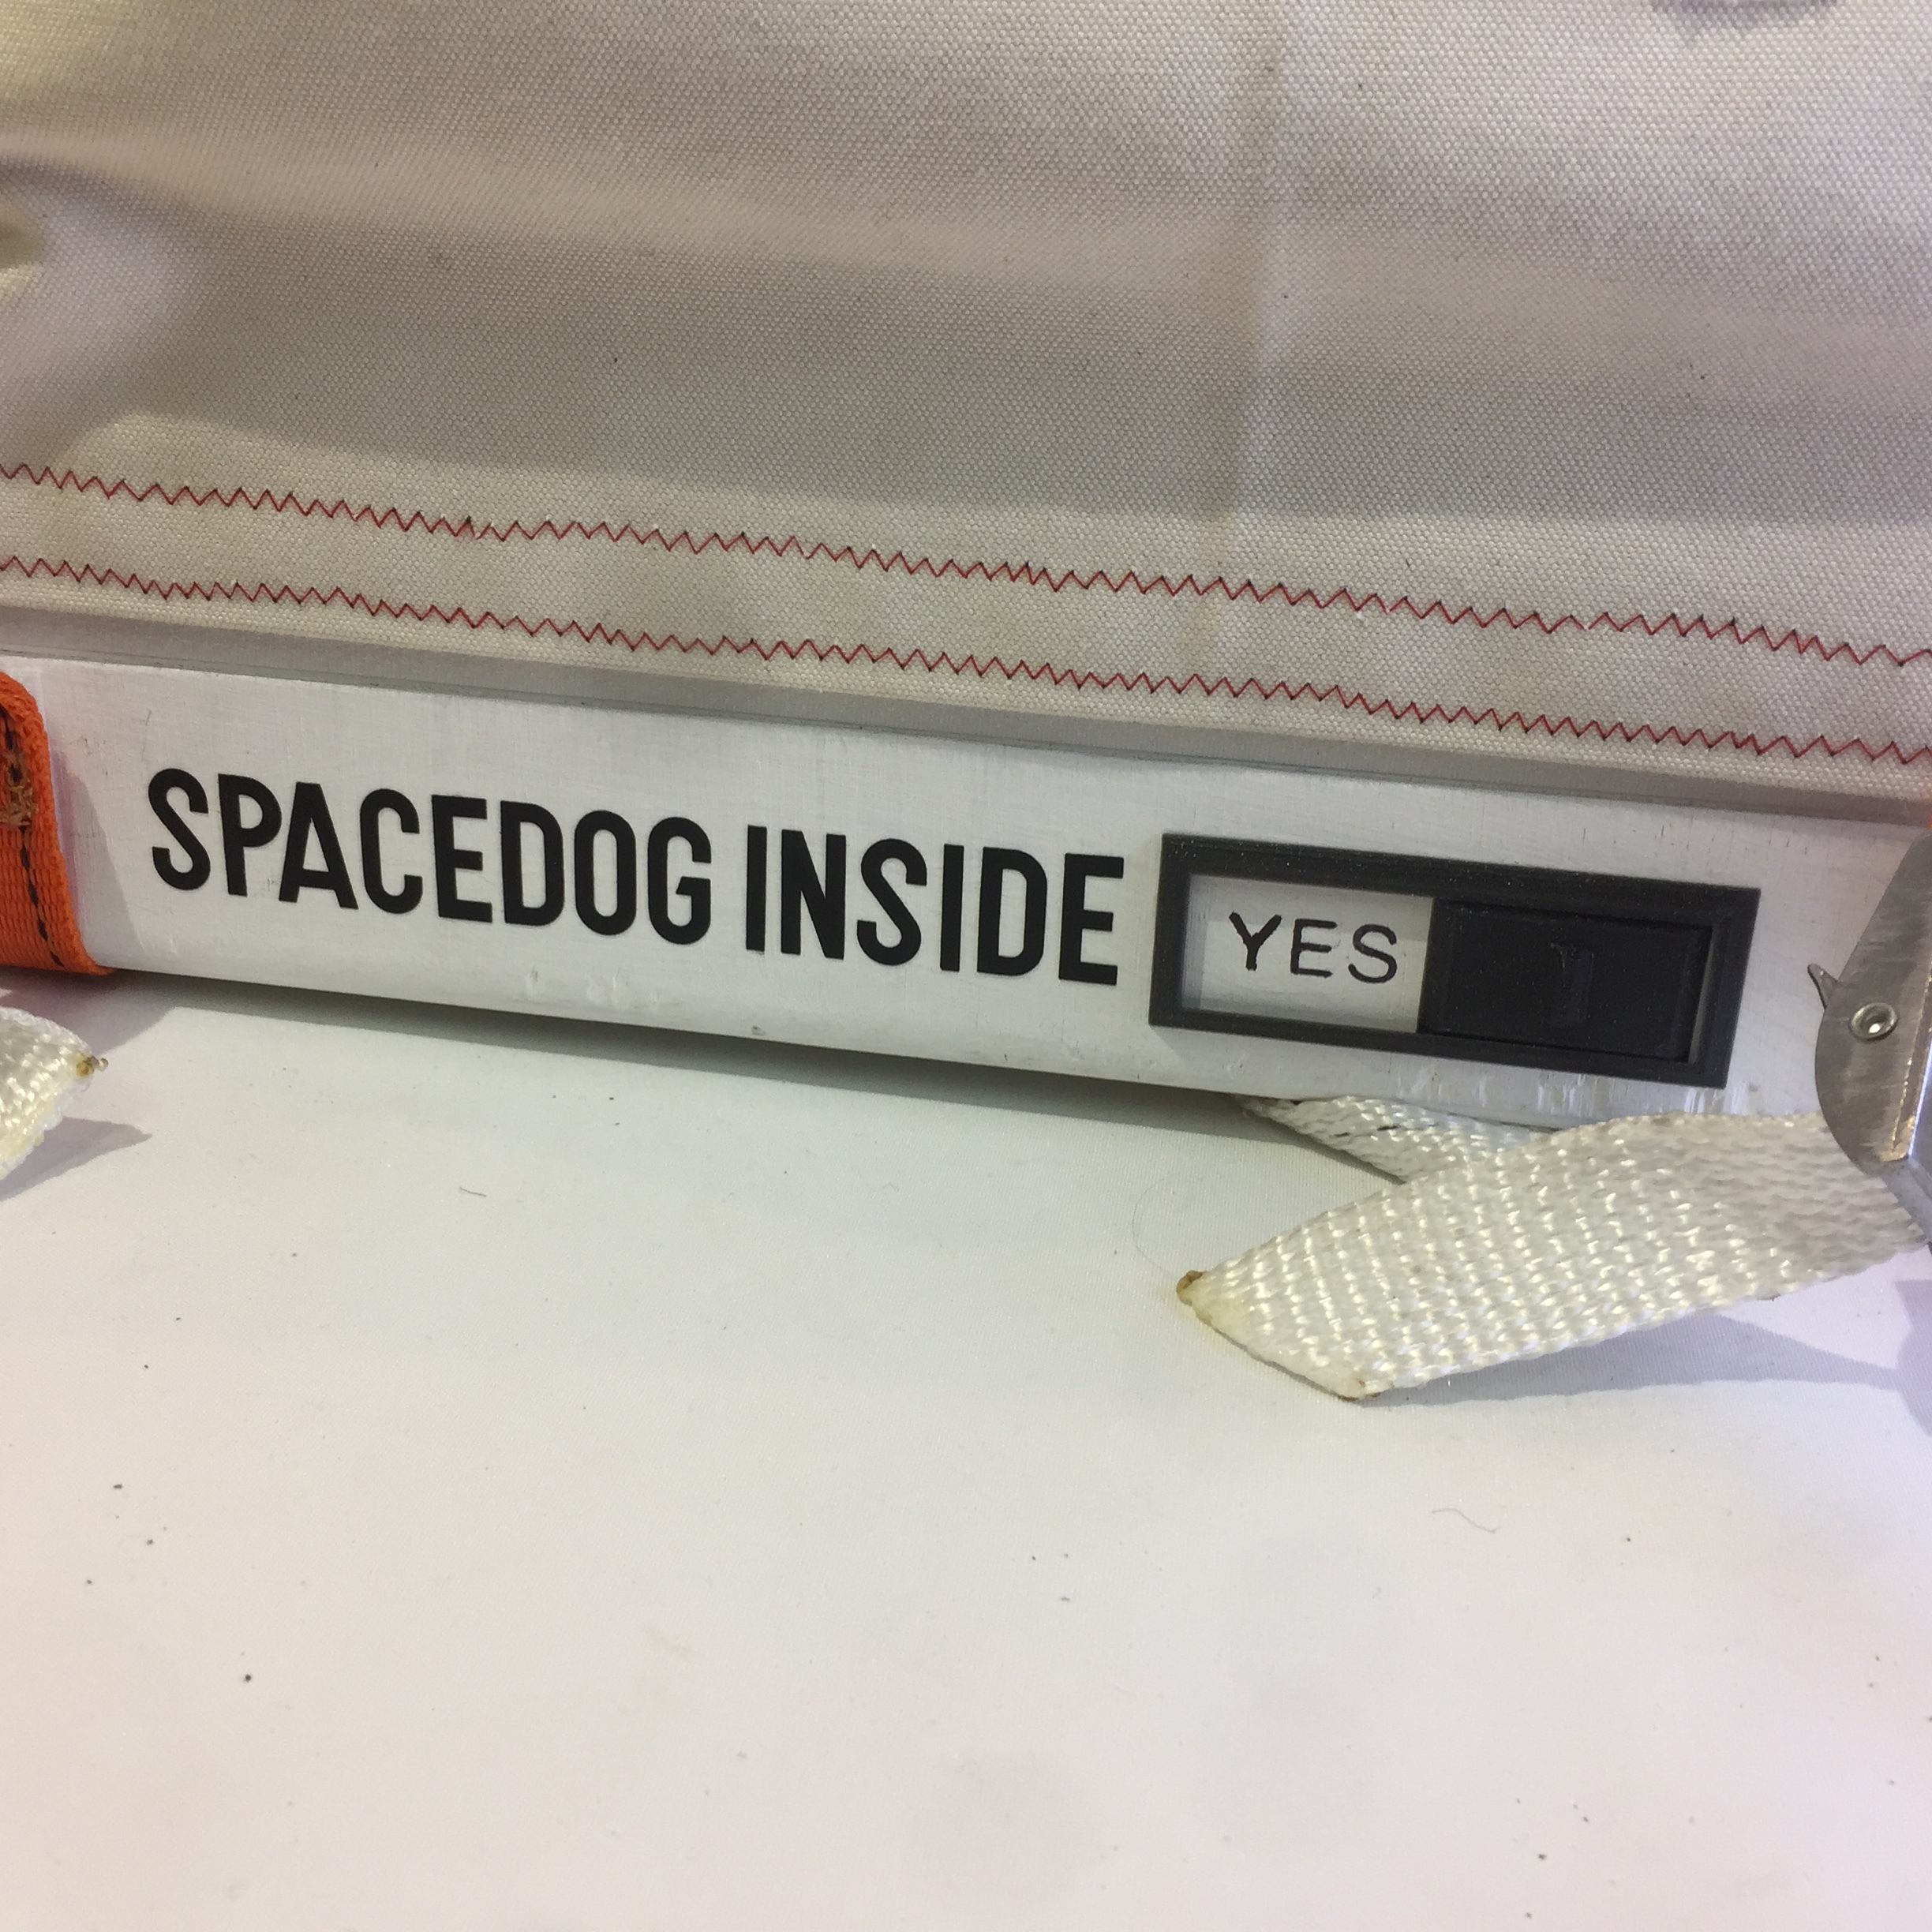 SPACEDOG INSIDE YES